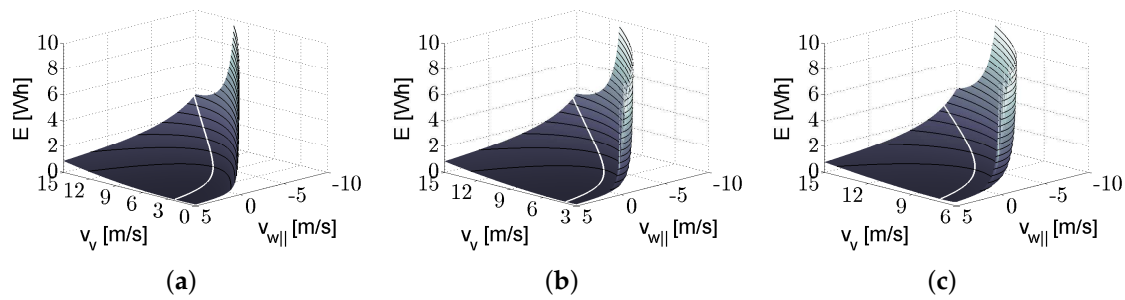 10 10 10
8 8 8
6 6 6
4 4 4
2 2 2
0 0 0
E [Wh] E [Wh] E [Wh]
15 12 9 6 3 0 5 0 -5 -10
15 12 9 6 3 5 0 -5 -10
15 12 9 6 5 0 -5 -10
v_v [m/s] v_w|| [m/s] v_v [m/s] v_w|| [m/s] v_v [m/s] v_w|| [m/s]
(a) (b) (c)